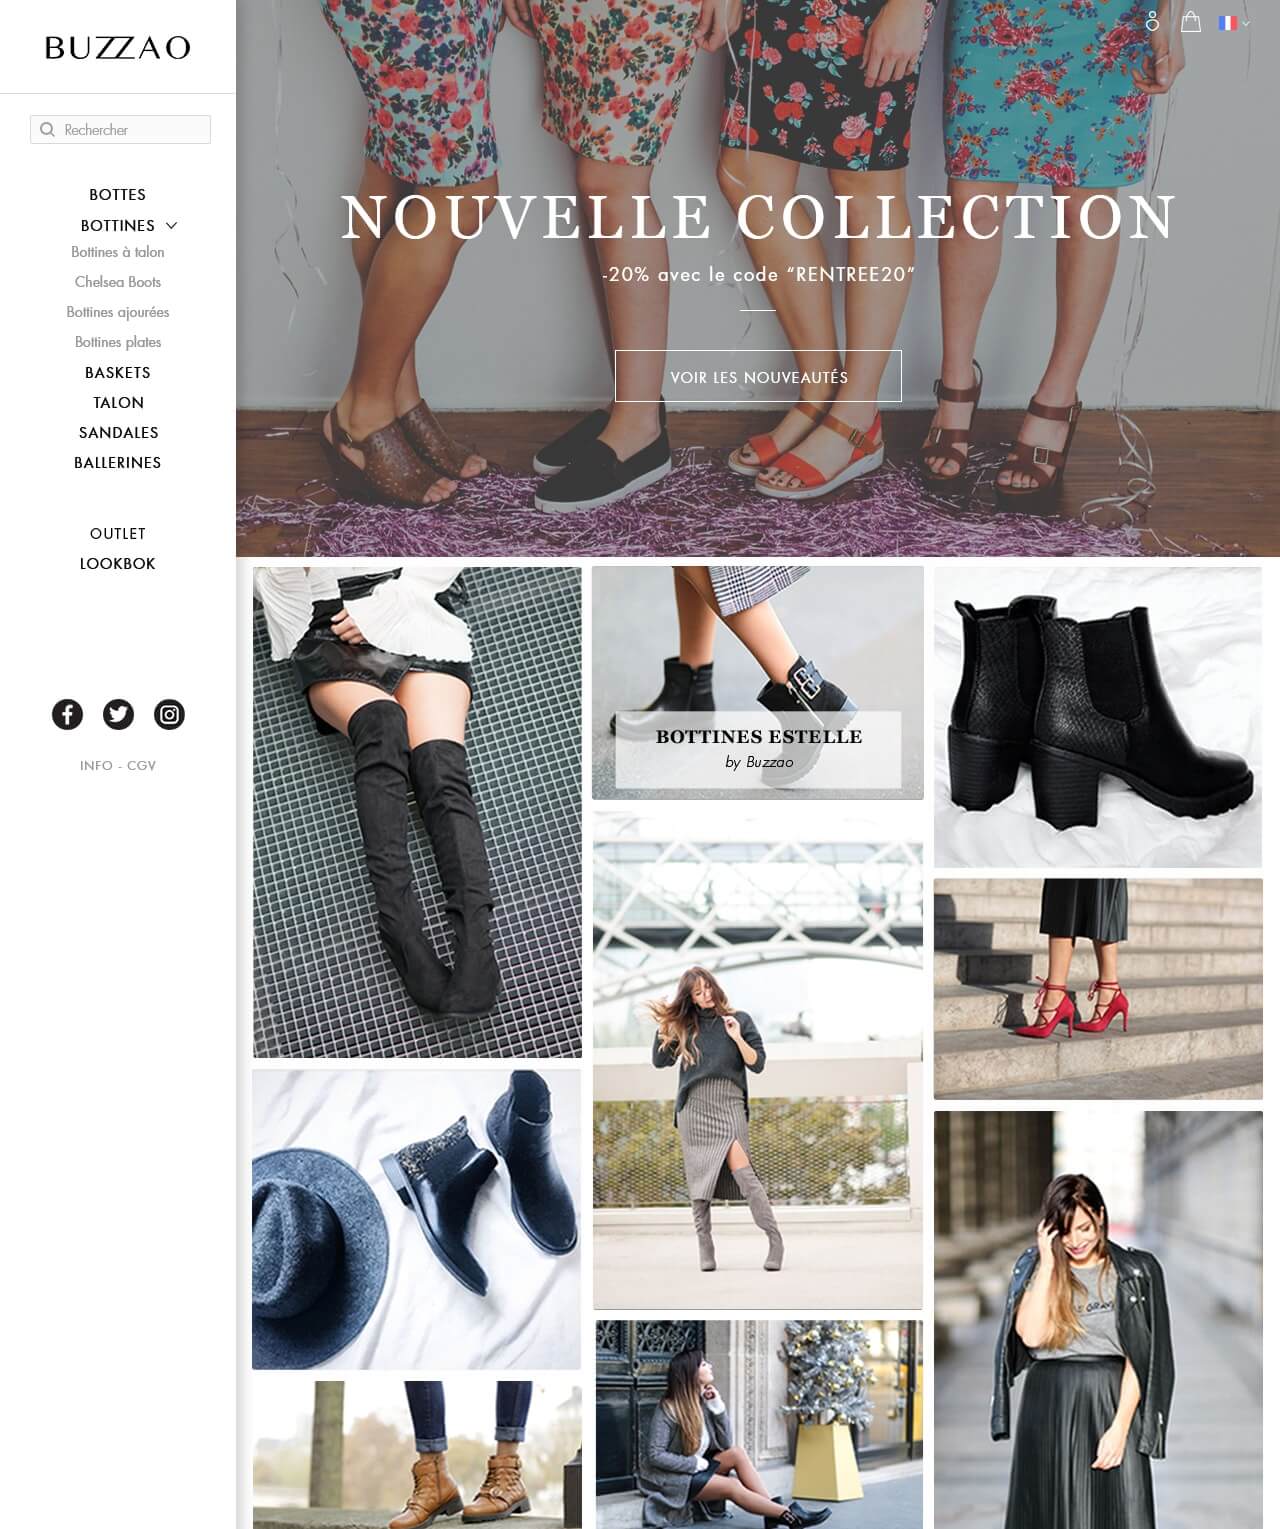 BUZZAO
Rechercher
BOTTES
BOTTINES
Bottines à talon
Chelsea Boots
Bottines ajourées
Bottines plates
BASKETS
TALON
SANDALES
BALLERINES
OUTLET
LOOKBOK
INFO - CGV
NOUVELLE COLLECTION
-20% avec le code “RENTREE20”
VOIR LES NOUVEAUTÉS
BOTTINES ESTELLE
by Buzzao